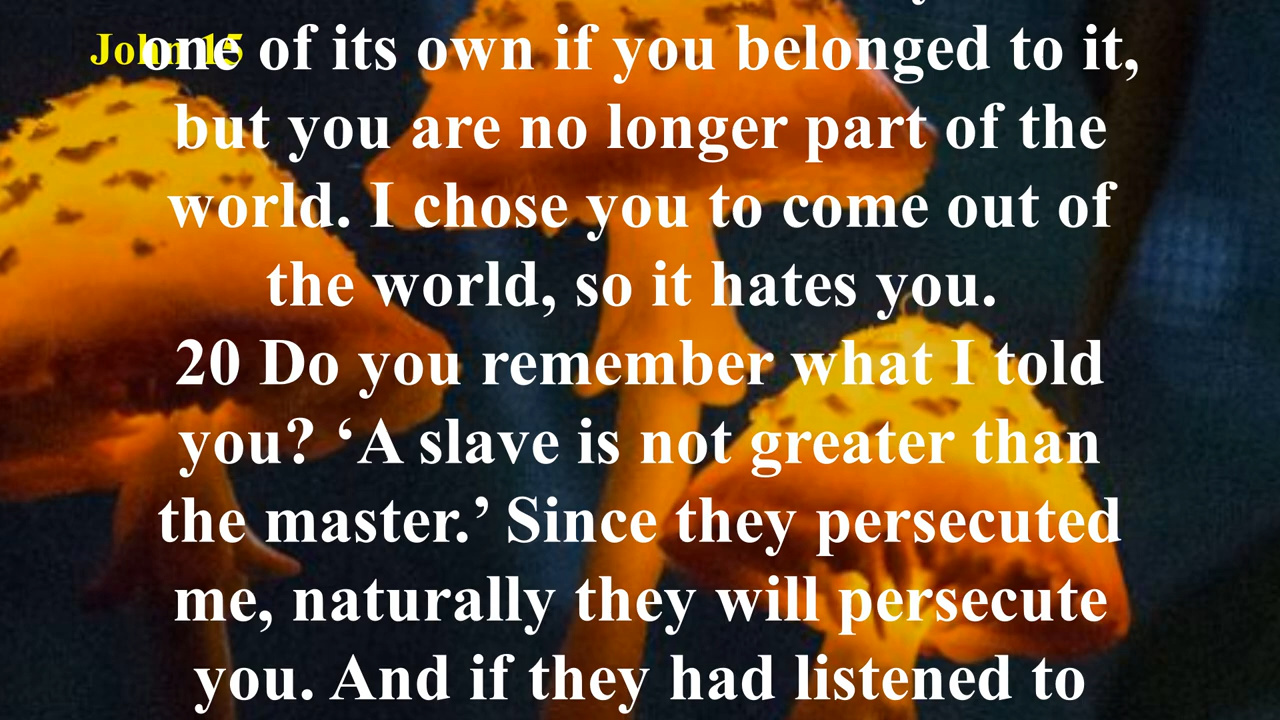 John 15
one of its own if you belonged to it,
but you are no longer part of the
world. I chose you to come out of
the world, so it hates you.
20 Do you remember what I told
you? ‘A slave is not greater than
the master.’ Since they persecuted
me, naturally they will persecute
you. And if they had listened to